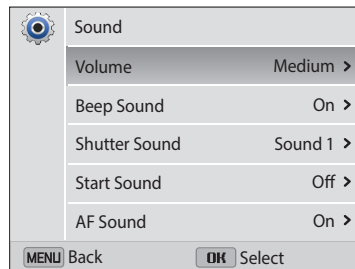 Sound
Volume Medium >
Beep Sound On >
Shutter Sound Sound 1 >
Start Sound Off >
AF Sound On >
MENU Back OK Select